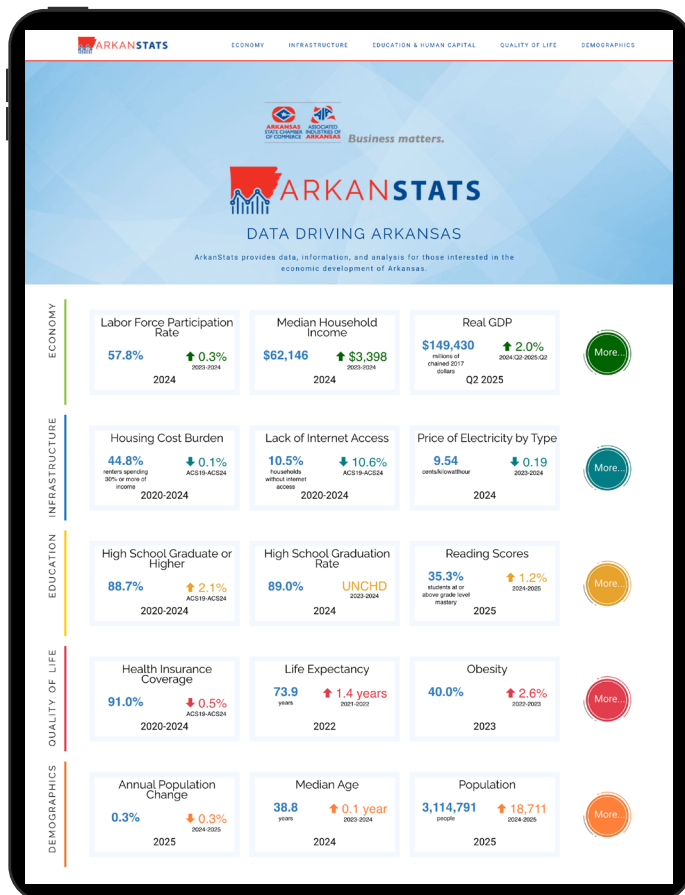 ARKANSTATS
ECONOMY INFRASTRUCTURE EDUCATION & HUMAN CAPITAL QUALITY OF LIFE DEMOGRAPHICS
ARKANSAS STATE CHAMBER OF COMMERCE
ASSOCIATED INDUSTRIES OF ARKANSAS
Business matters.
ARKANSTATS
DATA DRIVING ARKANSAS
ArkanStats provides data, information, and analysis for those interested in the
economic development of Arkansas.
ECONOMY
Labor Force Participation
Rate
57.8%
0.3%
2023-2024
2024
Median Household
Income
$62,146
$3,398
2023-2024
2024
Real GDP
$149,430
millions of
chained 2017
dollars
2.0%
2024:Q2-2025:Q2
Q2 2025
More...
INFRASTRUCTURE
Housing Cost Burden
44.8%
renters spending
30% or more of
income
0.1%
ACS19-ACS24
2020-2024
Lack of Internet Access
10.5%
households
without internet
access
10.6%
ACS19-ACS24
2020-2024
Price of Electricity by Type
9.54
cents/kilowatthour
0.19
2023-2024
2024
More...
EDUCATION
High School Graduate or
Higher
88.7%
2.1%
ACS19-ACS24
2020-2024
High School Graduation
Rate
89.0%
UNCHD
2023-2024
2024
Reading Scores
35.3%
students at or
above grade level
mastery
1.2%
2024-2025
2025
More...
QUALITY OF LIFE
Health Insurance
Coverage
91.0%
0.5%
ACS19-ACS24
2020-2024
Life Expectancy
73.9
years
1.4 years
2021-2022
2022
Obesity
40.0%
2.6%
2022-2023
2023
More...
DEMOGRAPHICS
Annual Population
Change
0.3%
0.3%
2024-2025
2025
Median Age
38.8
years
0.1 year
2023-2024
2024
Population
3,114,791
people
18,711
2024-2025
2025
More...